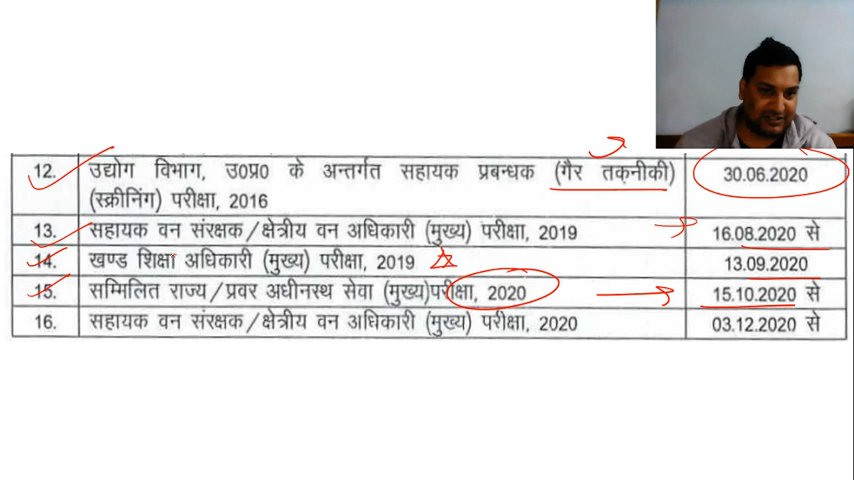 12. उद्योग विभाग, उ०प्र० के अन्तर्गत सहायक प्रबन्धक (गैर तकनीकी) 30.06.2020
(स्क्रीनिंग) परीक्षा, 2016
13. सहायक वन संरक्षक/क्षेत्रीय वन अधिकारी (मुख्य) परीक्षा, 2019 16.08.2020 से
14. खण्ड शिक्षा अधिकारी (मुख्य) परीक्षा, 2019 13.09.2020
15. सम्मिलित राज्य/प्रवर अधीनस्थ सेवा (मुख्य)परीक्षा, 2020 15.10.2020 से
16. सहायक वन संरक्षक/क्षेत्रीय वन अधिकारी (मुख्य) परीक्षा, 2020 03.12.2020 से